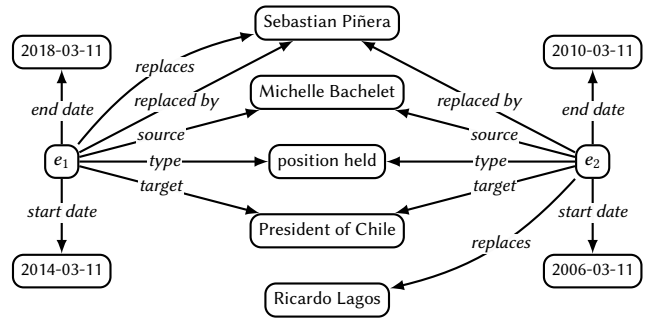 Sebastian Piñera
2018-03-11
2010-03-11
replaces
Michelle Bachelet
end date
replaced by
replaced by
end date
source
source
e1
type
position held
type
e2
target
target
start date
President of Chile
start date
replaces
2014-03-11
2006-03-11
Ricardo Lagos